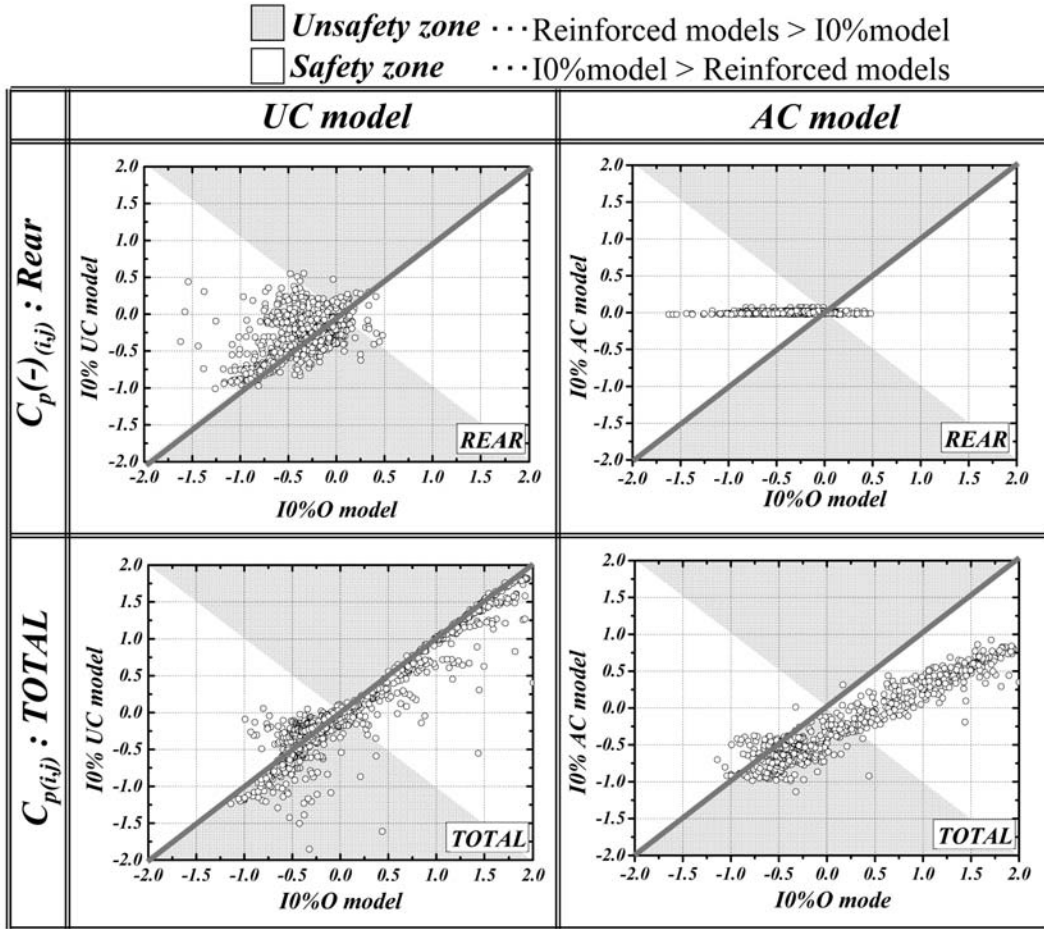 Unsafety zone ···Reinforced models > I0%model
Safety zone ···I0%model > Reinforced models
UC model
AC model
Cp(-)(i,j) : Rear
2.0
1.5
1.0
0.5
0.0
-0.5
-1.0
-1.5
-2.0
I0% UC model
REAR
-2.0 -1.5 -1.0 -0.5 0.0 0.5 1.0 1.5 2.0
I0%O model
2.0
1.5
1.0
0.5
0.0
-0.5
-1.0
-1.5
-2.0
I0% AC model
REAR
-2.0 -1.5 -1.0 -0.5 0.0 0.5 1.0 1.5 2.0
I0%O model
Cp(i,j) : TOTAL
2.0
1.5
1.0
0.5
0.0
-0.5
-1.0
-1.5
-2.0
I0% UC model
TOTAL
-2.0 -1.5 -1.0 -0.5 0.0 0.5 1.0 1.5 2.0
I0%O model
2.0
1.5
1.0
0.5
0.0
-0.5
-1.0
-1.5
-2.0
I0% AC model
TOTAL
-2.0 -1.5 -1.0 -0.5 0.0 0.5 1.0 1.5 2.0
I0%O mode